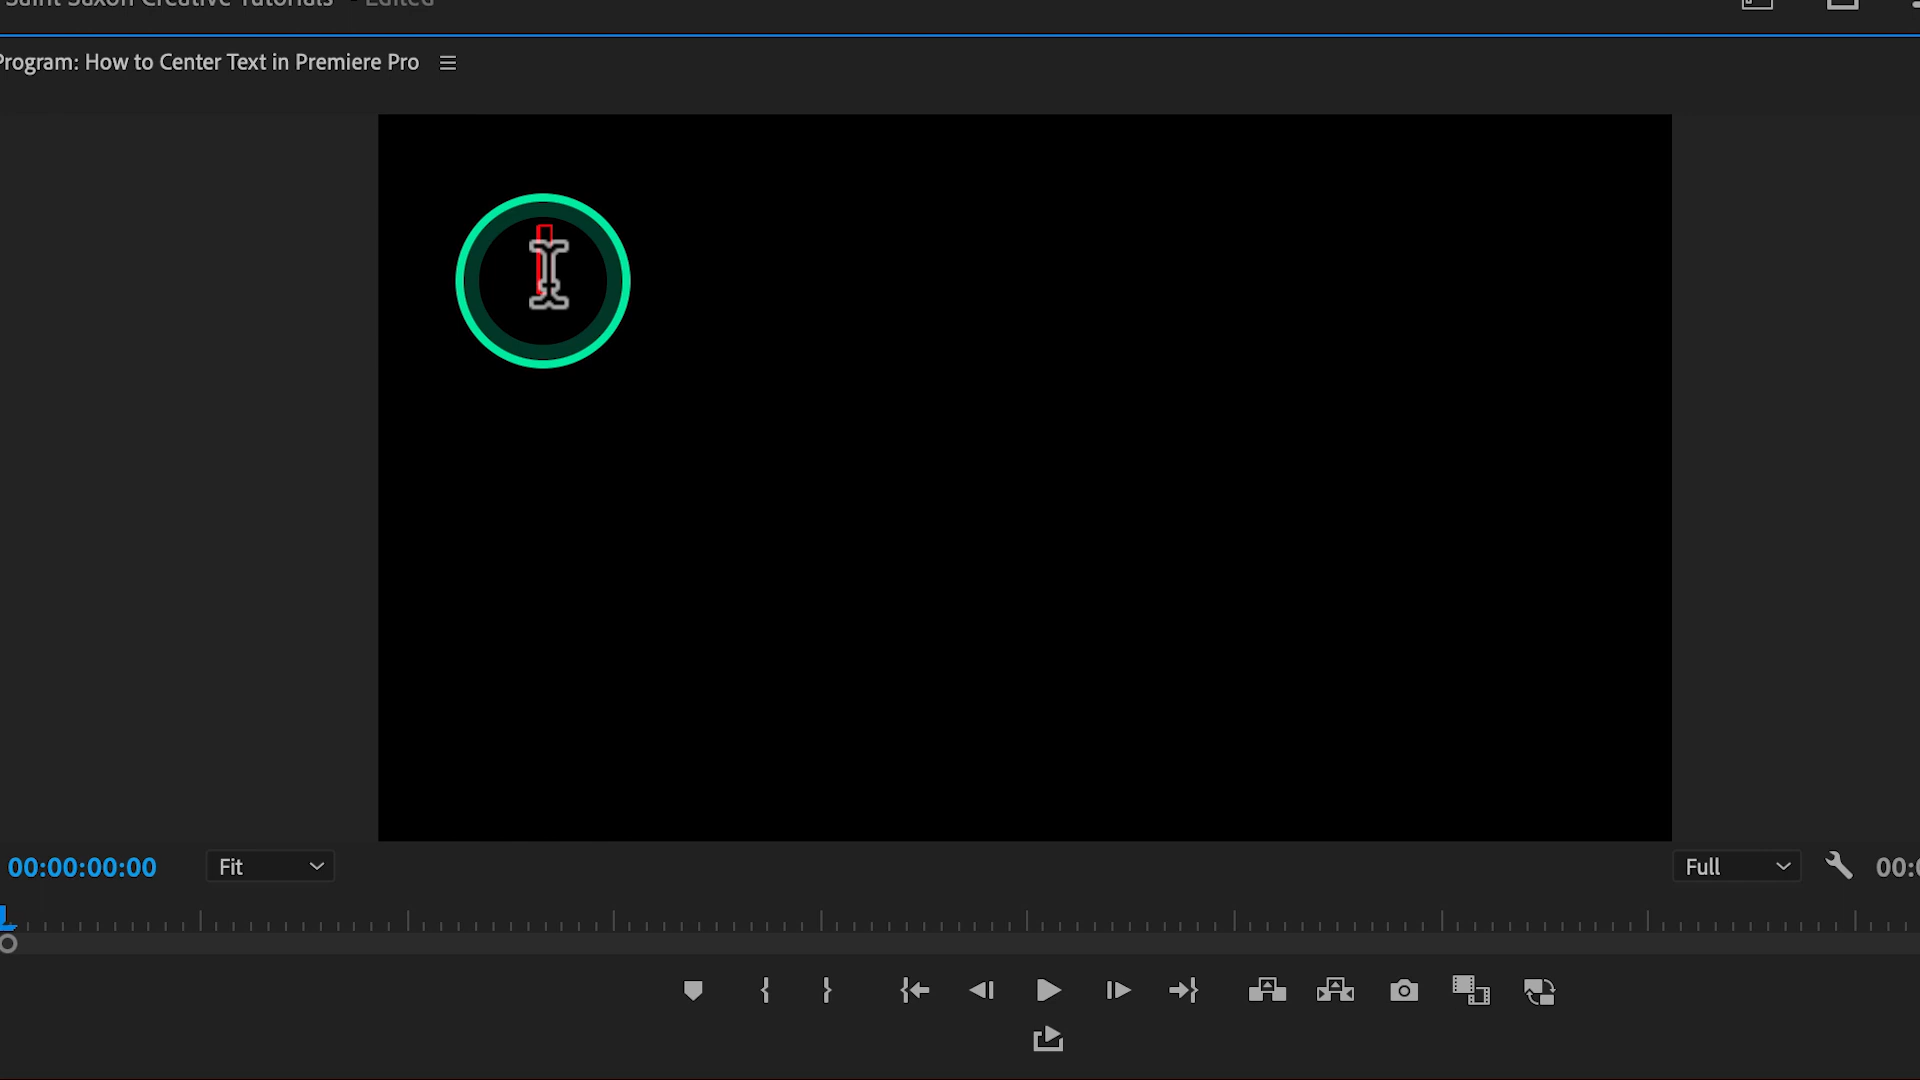 Saint Saxon Creative Tutorials - Edited
Program: How to Center Text in Premiere Pro
00:00:00:00
Fit
Full
00: